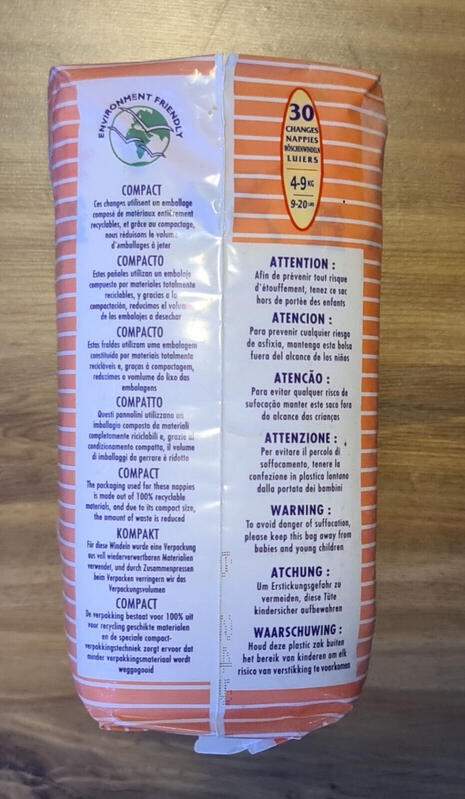 ENVIRONMENT FRIENDLY
COMPACT
Ces changes utilisent un emballage
composé de matériaux entièrement
recyclables, et grâce au compactage,
nous réduisons le volume
d'emballages à jeter
COMPACTO
Estes pañales utilizan un embalaje
compuesto por materiales totalmente
reciclables, y gracias a la
compactación, reducimos el volumen
de los embalajes a desechar
COMPACTO
Estas fraldas utilizam uma embalagem
constituida por materiais totalmente
recicláveis e, graças á compactagem,
reduzimos o vomlume do lixo das
embalagens
COMPATTO
Questi pannolini utilizzano un
imballagio composto da materiali
completamente riciclabili e, grazie al
condizionamento compatto, il volume
di imballaggi da gerrare è ridotto
COMPACT
The packaging used for these nappies
is made out of 100% recyclable
materials, and due to its compact size,
the amount of waste is reduced
KOMPAKT
Für diese Windeln wurde eine Verpackung
aus voll wiederverwertbaren Materialien
verwendet, und durch Zusammenpressen
beim Verpacken verringern wir das
Verpackungsvolumen
COMPACT
De verpakking bestaat voor 100% uit
voor recycling geschikte materialen
en de speciale compact-
verpakkingstechniek zorgt ervoor dat
minder verpakkingsmateriaal wordt
weggegooid
30
CHANGES
NAPPIES
HÖSCHENWINDELN
LUIERS
4-9 KG
9-20 LBS
ATTENTION :
Afin de prévenir tout risque
d'étouffement, tenez ce sac
hors de portée des enfants
ATENCION :
Para prevenir cualquier riesgo
de asfixia, mantenga esta bolsa
fuera del alcance de los niños
ATENCÃO :
Para evitar qualquer risco de
sufocação manter este saco fora
do alcance das crianças
ATTENZIONE :
Per evitare il percolo di
soffocamento, tenere la
confezione in plastica lontano
dalla portata dei bambini
WARNING :
To avoid danger of suffocation,
please keep this bag away from
babies and young children
ATCHUNG :
Um Erstickungsgefahr zu
vermeiden, diese Tüte
kindersicher aufbewahren
WAARSCHUWING :
Houd deze plastic zak buiten
het bereik van kinderen om elk
risico van verstikking te voorkomen